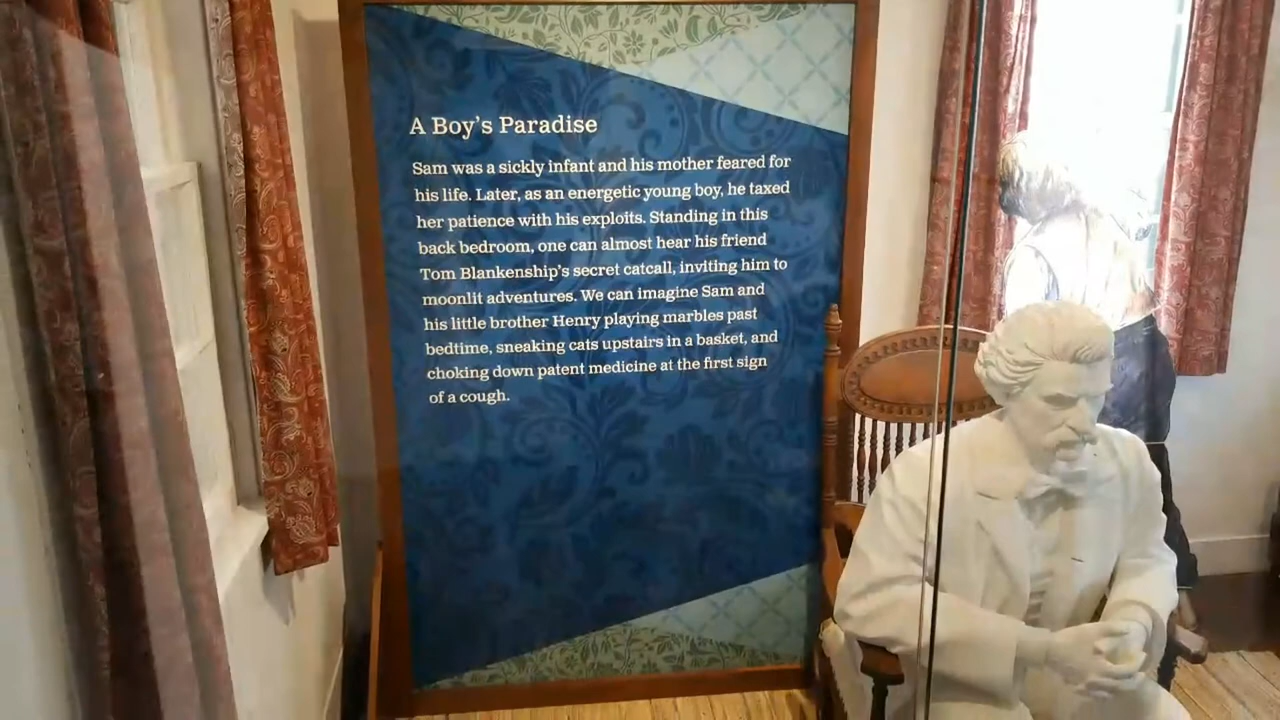 A Boy's Paradise
Sam was a sickly infant and his mother feared for
his life. Later, as an energetic young boy, he taxed
her patience with his exploits. Standing in this
back bedroom, one can almost hear his friend
Tom Blankenship's secret catcall, inviting him to
moonlit adventures. We can imagine Sam and
his little brother Henry playing marbles past
bedtime, sneaking cats upstairs in a basket, and
choking down patent medicine at the first sign
of a cough.